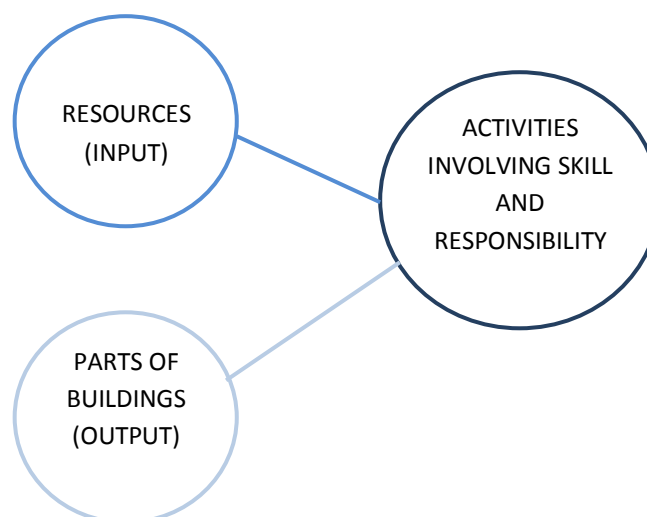 RESOURCES
(INPUT)
ACTIVITIES
INVOLVING SKILL
AND
RESPONSIBILITY
PARTS OF
BUILDINGS
(OUTPUT)